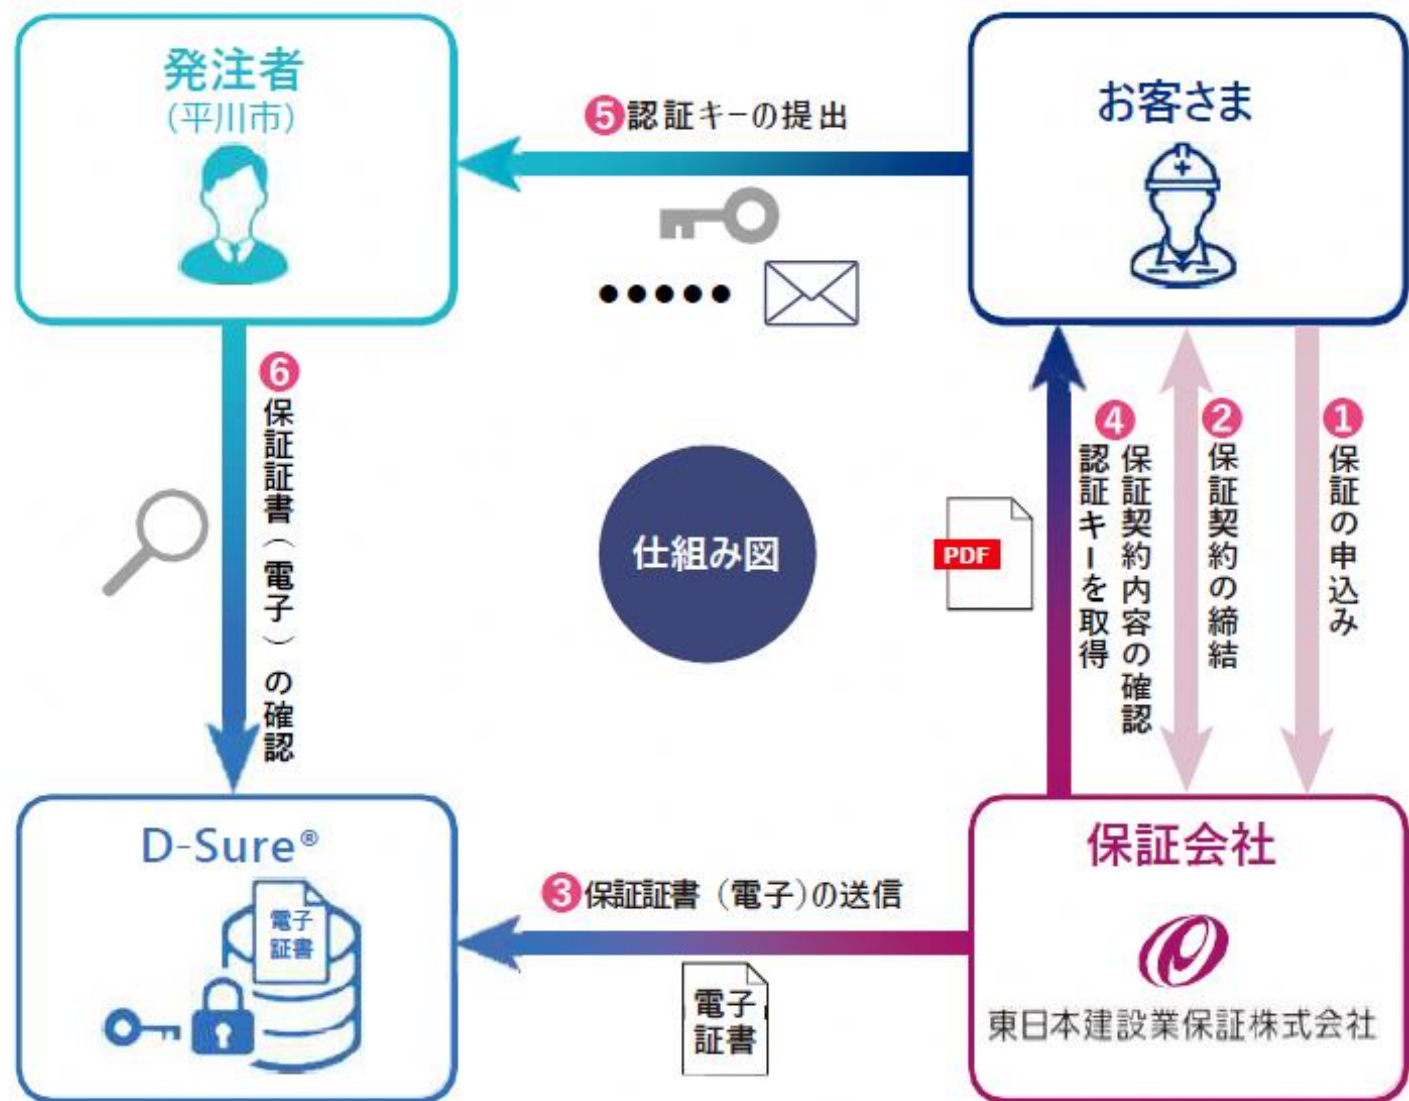 発注者
(平川市)
お客さま
❺認証キーの提出
❻
保証証書（電子）の確認
仕組み図
PDF
❹
保証契約内容の確認
認証キーを取得
❷
保証契約の締結
❶
保証の申込み
D-Sure®
電子
証書
❸保証証書（電子)の送信
電子
証書
保証会社
東日本建設業保証株式会社